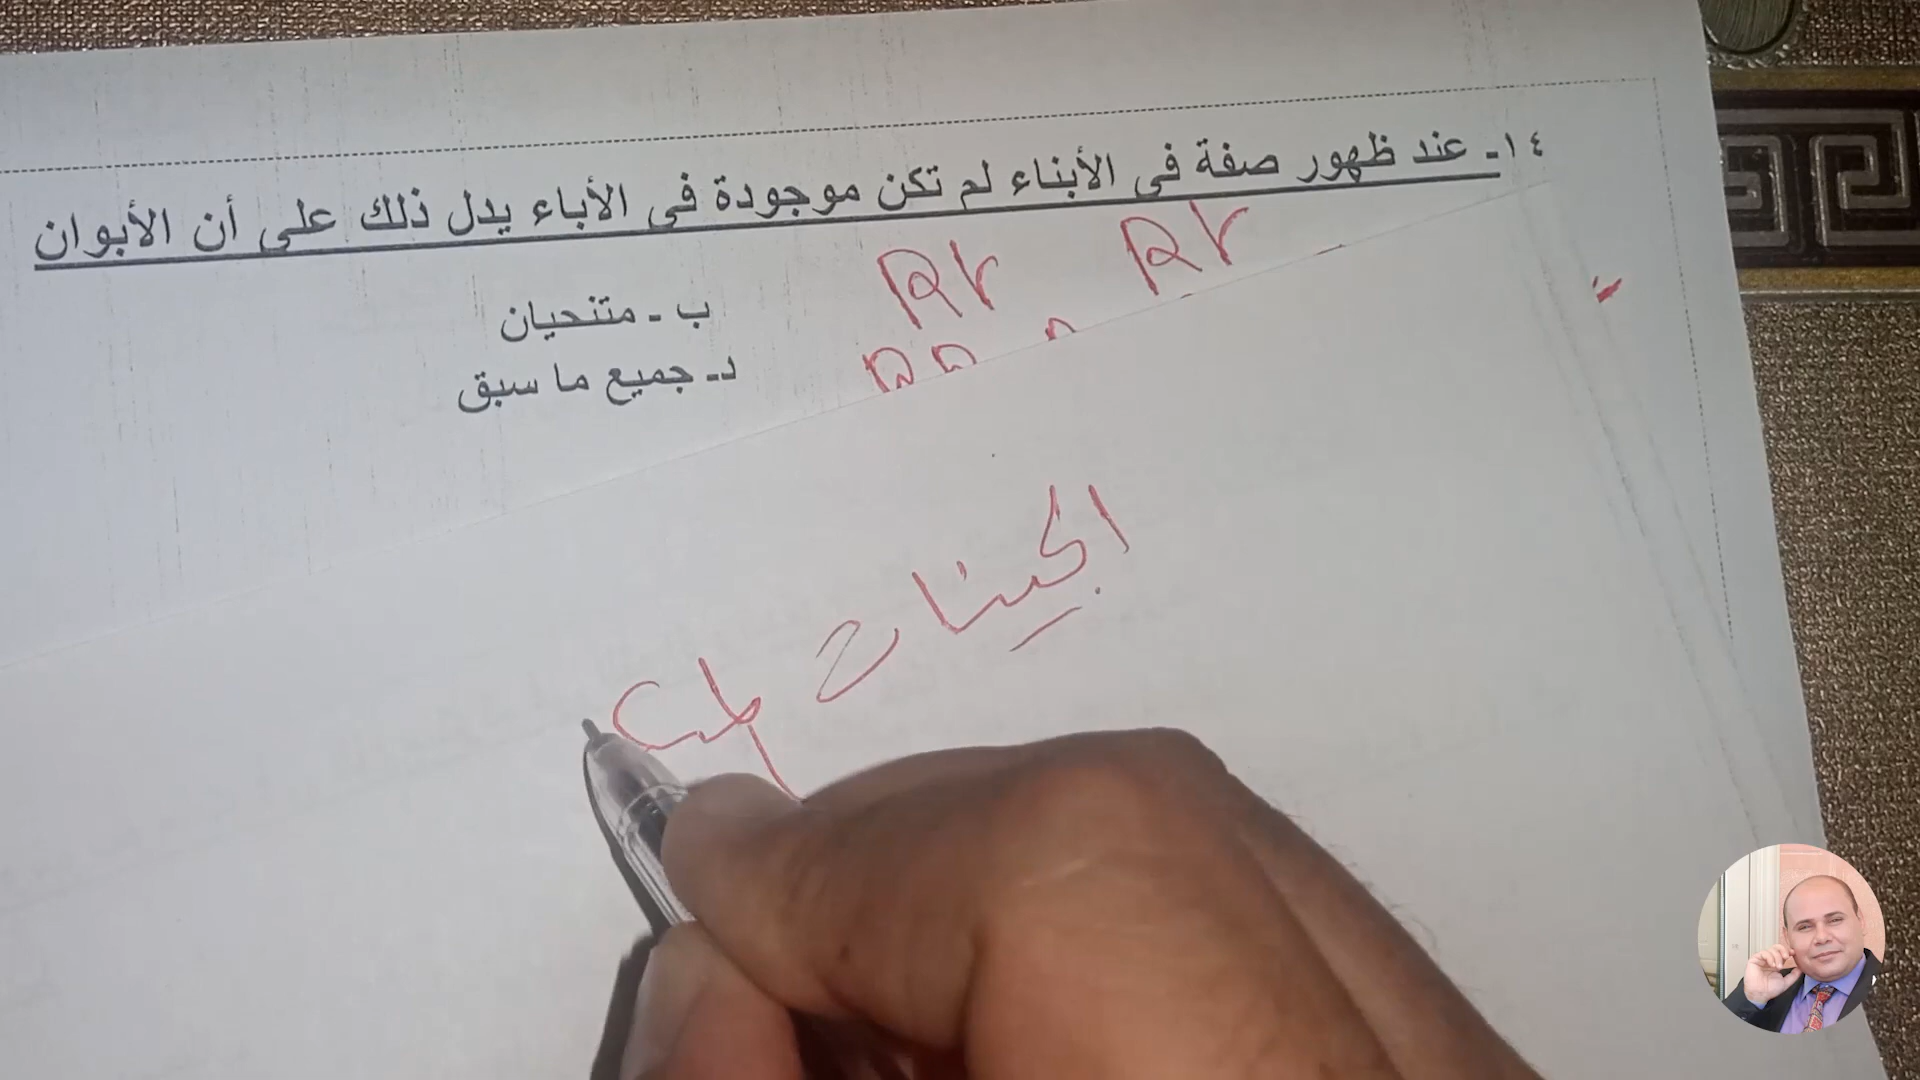 ١٤- عند ظهور صفة فى الأبناء لم تكن موجودة فى الأباء يدل ذلك على أن الأبوان
Rr Rr
ب - متنحيان
د- جميع ما سبق
الجينات